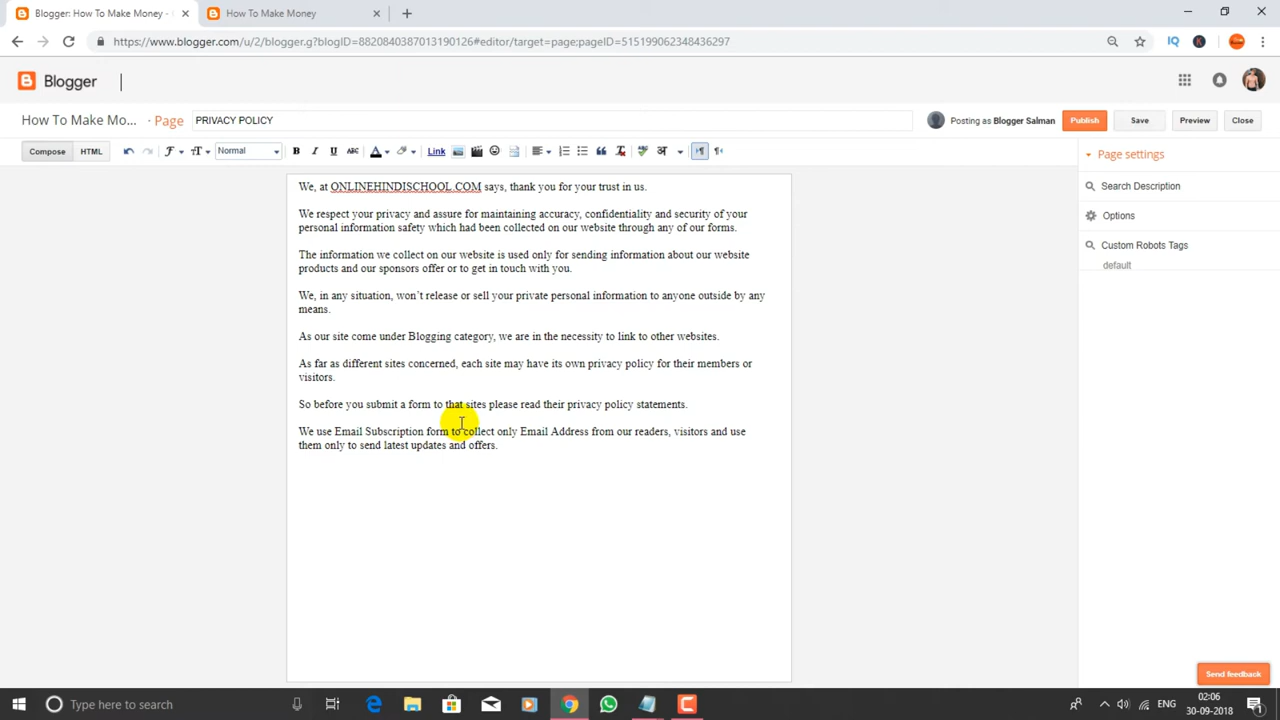 Blogger: How To Make Money -
How To Make Money
https://www.blogger.com/u/2/blogger.g?blogID=8820840387013190126#editor/target=page;pageID=515199062348436297
IQ
K
Blogger
How To Make Mo... · Page
PRIVACY POLICY
Posting as Blogger Salman
Publish
Save
Preview
Close
Compose
HTML
Normal
B I U ABC
A
Link
अ
Page settings
Search Description
Options
Custom Robots Tags
default
We, at ONLINEHINDISCHOOL.COM says, thank you for your trust in us.
We respect your privacy and assure for maintaining accuracy, confidentiality and security of your
personal information safety which had been collected on our website through any of our forms.
The information we collect on our website is used only for sending information about our website
products and our sponsors offer or to get in touch with you.
We, in any situation, won’t release or sell your private personal information to anyone outside by any
means.
As our site come under Blogging category, we are in the necessity to link to other websites.
As far as different sites concerned, each site may have its own privacy policy for their members or
visitors.
So before you submit a form to that sites please read their privacy policy statements.
We use Email Subscription form to collect only Email Address from our readers, visitors and use
them only to send latest updates and offers.
Send feedback
Type here to search
ENG
02:06
30-09-2018